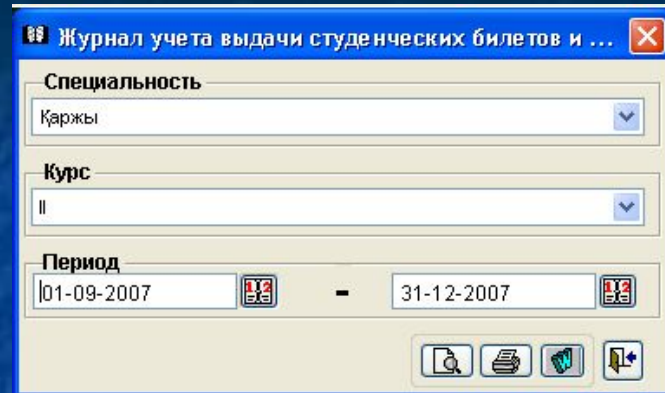 Журнал учета выдачи студенческих билетов и ...
Специальность
Қаржы
Курс
II
Период
01-09-2007 - 31-12-2007